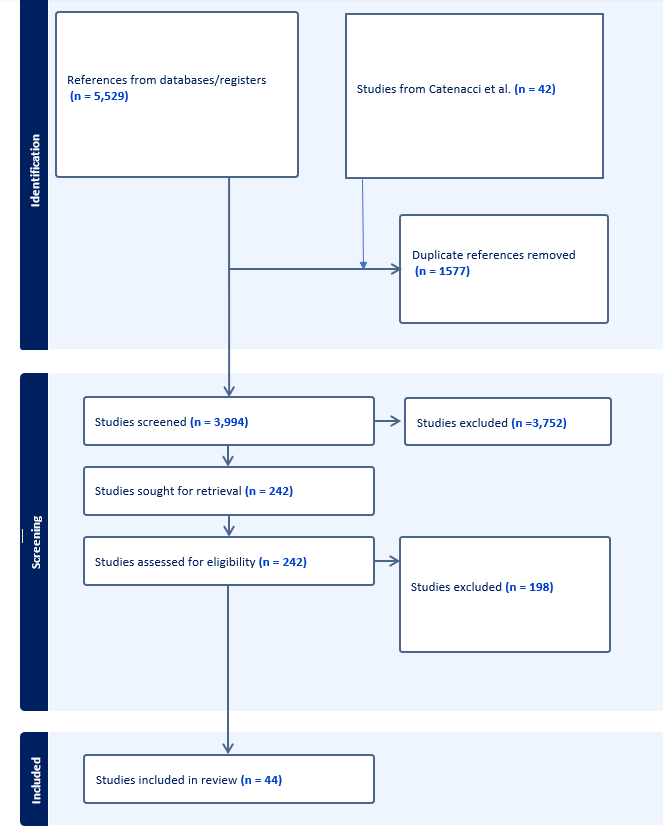 Identification
References from databases/registers
(n = 5,529)
Studies from Catenacci et al. (n = 42)
Duplicate references removed
(n = 1577)
Screening
Studies screened (n = 3,994)
Studies excluded (n =3,752)
Studies sought for retrieval (n = 242)
Studies assessed for eligibility (n = 242)
Studies excluded (n = 198)
Included
Studies included in review (n = 44)